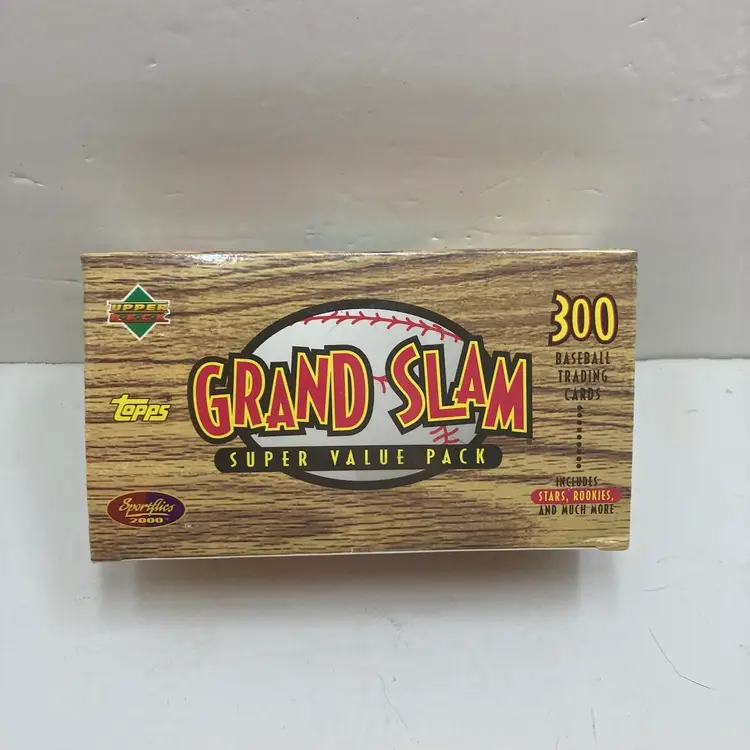 UPPER
DECK
Topps
Sportflics
2000
TM
GRAND SLAM
SUPER VALUE PACK
300
BASEBALL
TRADING
CARDS
INCLUDES
STARS, ROOKIES,
AND MUCH MORE